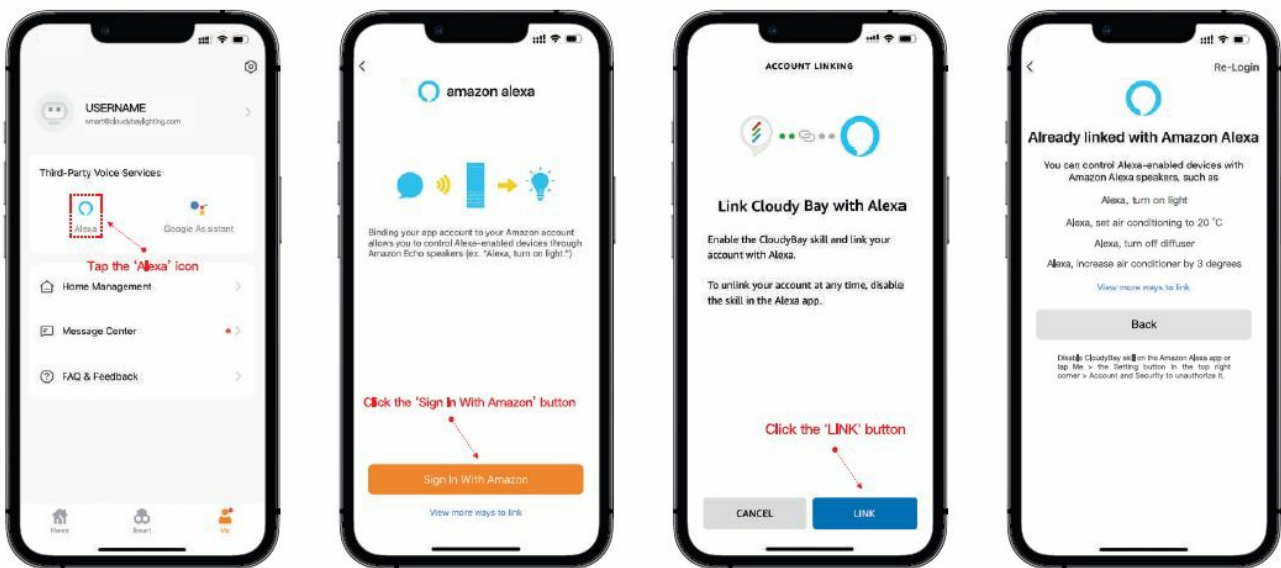 USERNAME
smart@cloudybaylighting.com
Third-Party Voice Services
Alexa
Google Assistant
Tap the 'Alexa' icon
Home Management
Message Center
FAQ & Feedback
Home
Smart
Me
amazon alexa
Binding your app account to your Amazon account
allows you to control Alexa-enabled devices through
Amazon Echo speakers (ex. "Alexa, turn on light.")
Click the 'Sign In With Amazon' button
Sign In With Amazon
View more ways to link
ACCOUNT LINKING
Link Cloudy Bay with Alexa
Enable the CloudyBay skill and link your
account with Alexa.
To unlink your account at any time, disable
the skill in the Alexa app.
Click the 'LINK' button
CANCEL
LINK
Re-Login
Already linked with Amazon Alexa
You can control Alexa-enabled devices with
Amazon Alexa speakers, such as
Alexa, turn on light
Alexa, set air conditioning to 20 °C
Alexa, turn off diffuser
Alexa, increase air conditioner by 3 degrees
View more ways to link
Back
Disable CloudyBay skill on the Amazon Alexa app or
tap Me > the Setting button in the top right
corner > Account and Security to unauthorize it.